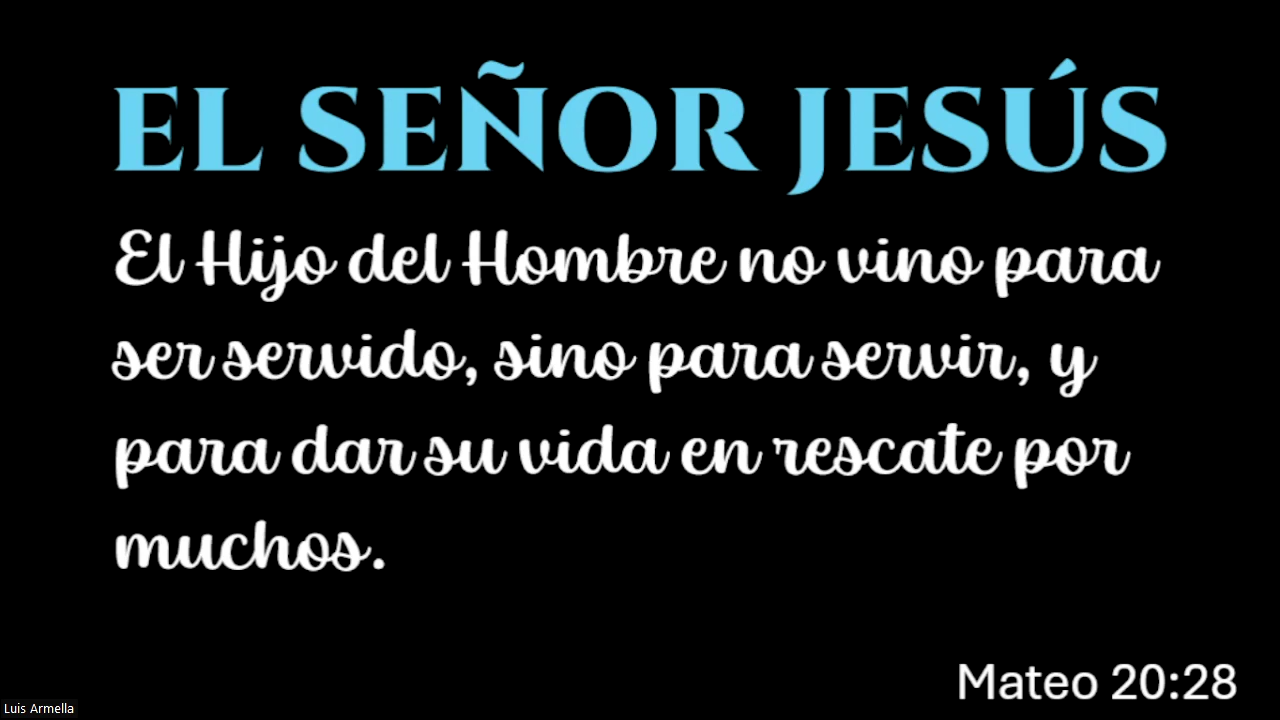 EL SEÑOR JESÚS
El Hijo del Hombre no vino para
ser servido, sino para servir, y
para dar su vida en rescate por
muchos.
Mateo 20:28
Luis Armella